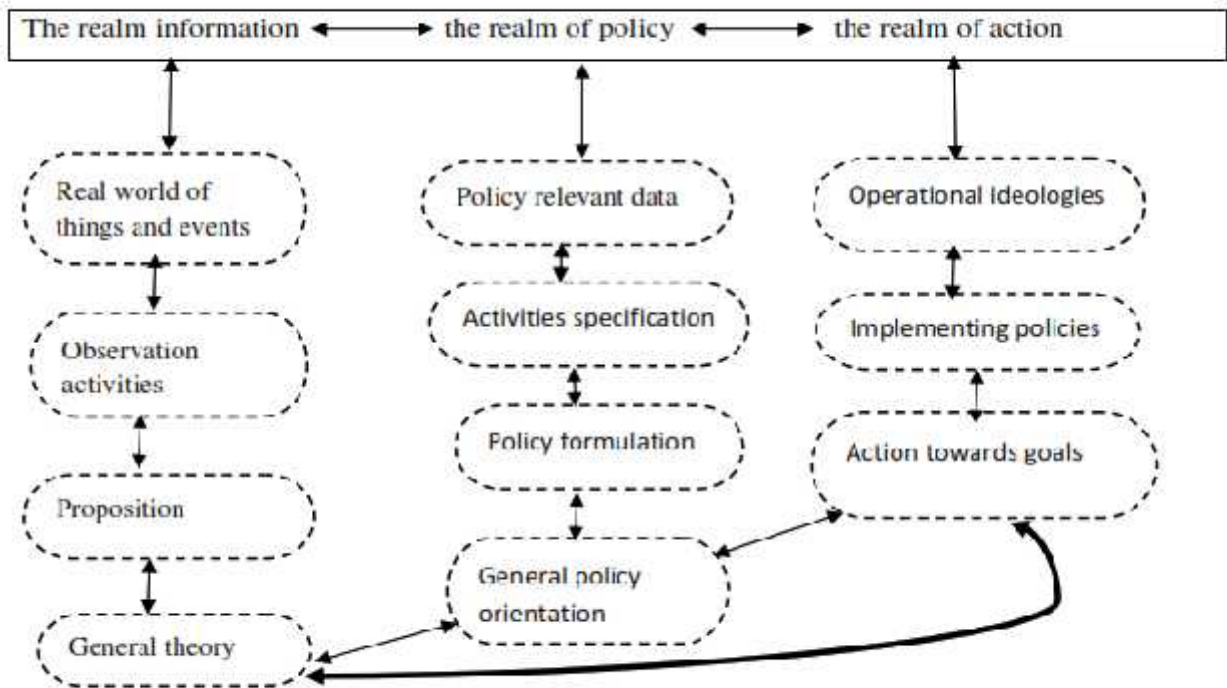 The realm information the realm of policy the realm of action
Real world of
things and events
Observation
activities
Proposition
General theory
Policy relevant data
Activities specification
Policy formulation
General policy
orientation
Operational ideologies
Implementing policies
Action towards goals